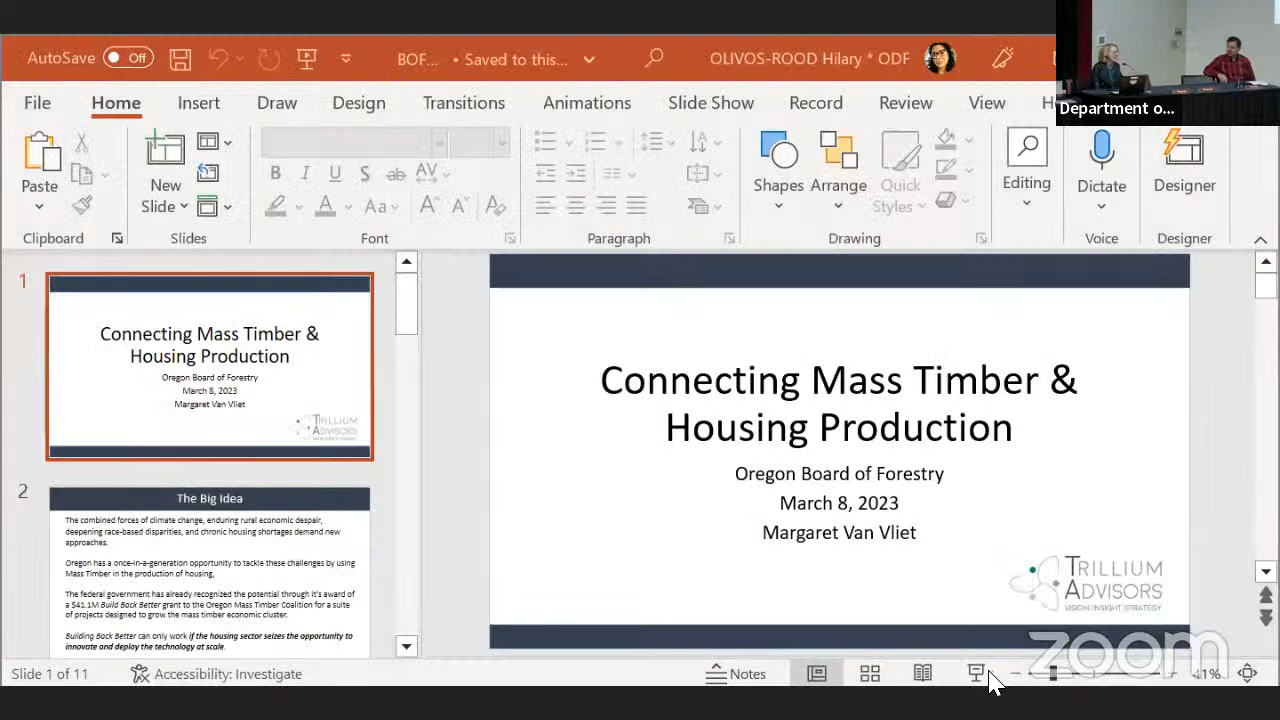 AutoSave Off BOF... • Saved to this... OLIVOS-ROOD Hilary * ODF
Department o...
File Home Insert Draw Design Transitions Animations Slide Show Record Review View H
Paste New Slide B I U S ab AV Aa A A A Shapes Arrange Quick Styles Editing Dictate Designer
Clipboard Slides Font Paragraph Drawing Voice Designer
1
Connecting Mass Timber &
Housing Production
Oregon Board of Forestry
March 8, 2023
Margaret Van Vliet
TRILLIUM
ADVISORS
2
The Big Idea
The combined forces of climate change, enduring rural economic despair,
deepening race-based disparities, and chronic housing shortages demand new
approaches.
Oregon has a once-in-a-generation opportunity to tackle these challenges by using
Mass Timber in the production of housing,
The federal government has already recognized the potential through it's award of
a $41.1M Build Back Better grant to the Oregon Mass Timber Coalition for a suite
of projects designed to grow the mass timber economic cluster.
Building Back Better can only work if the housing sector seizes the opportunity to
innovate and deploy the technology at scale.
Connecting Mass Timber &
Housing Production
Oregon Board of Forestry
March 8, 2023
Margaret Van Vliet
TRILLIUM
ADVISORS
VISION|INSIGHT|STRATEGY
zoom
Slide 1 of 11 Accessibility: Investigate Notes 41%